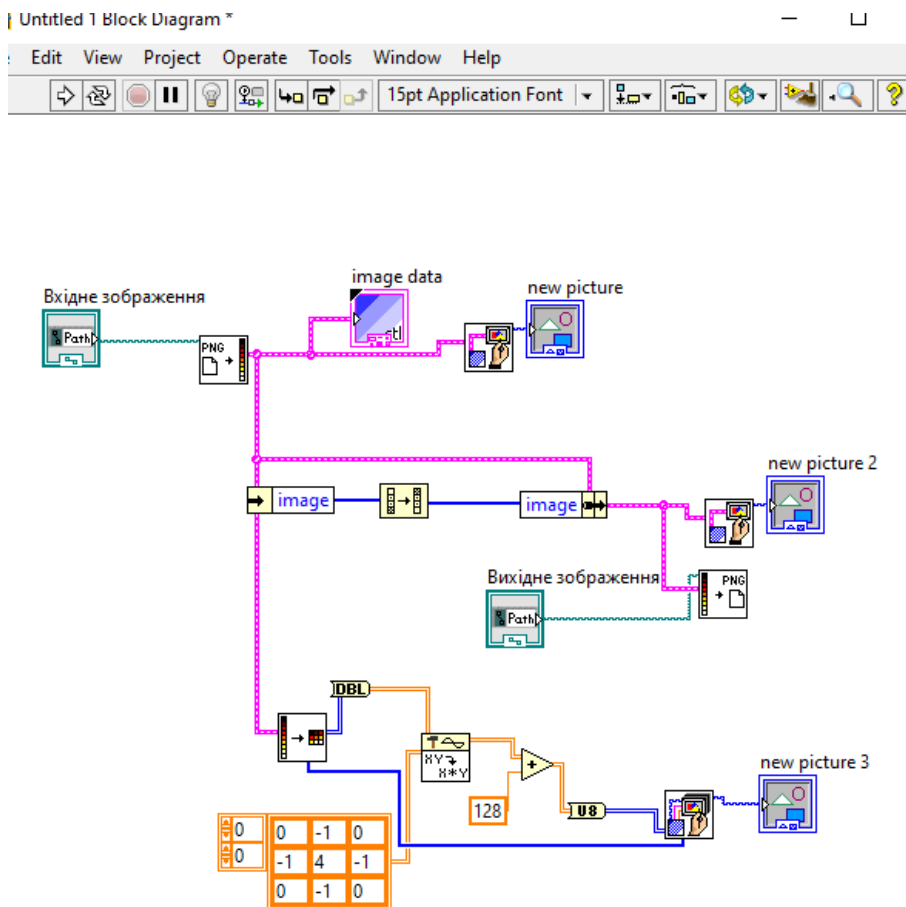 Untitled 1 Block Diagram *
Edit View Project Operate Tools Window Help
15pt Application Font
image data
new picture
Вхідне зображення
Path
PNG
ctl
new picture 2
image
image
Вихідне зображення
PNG
Path
DBL
XY
X*Y
+
new picture 3
128
U8
0
0
0 -1 0
-1 4 -1
0 -1 0